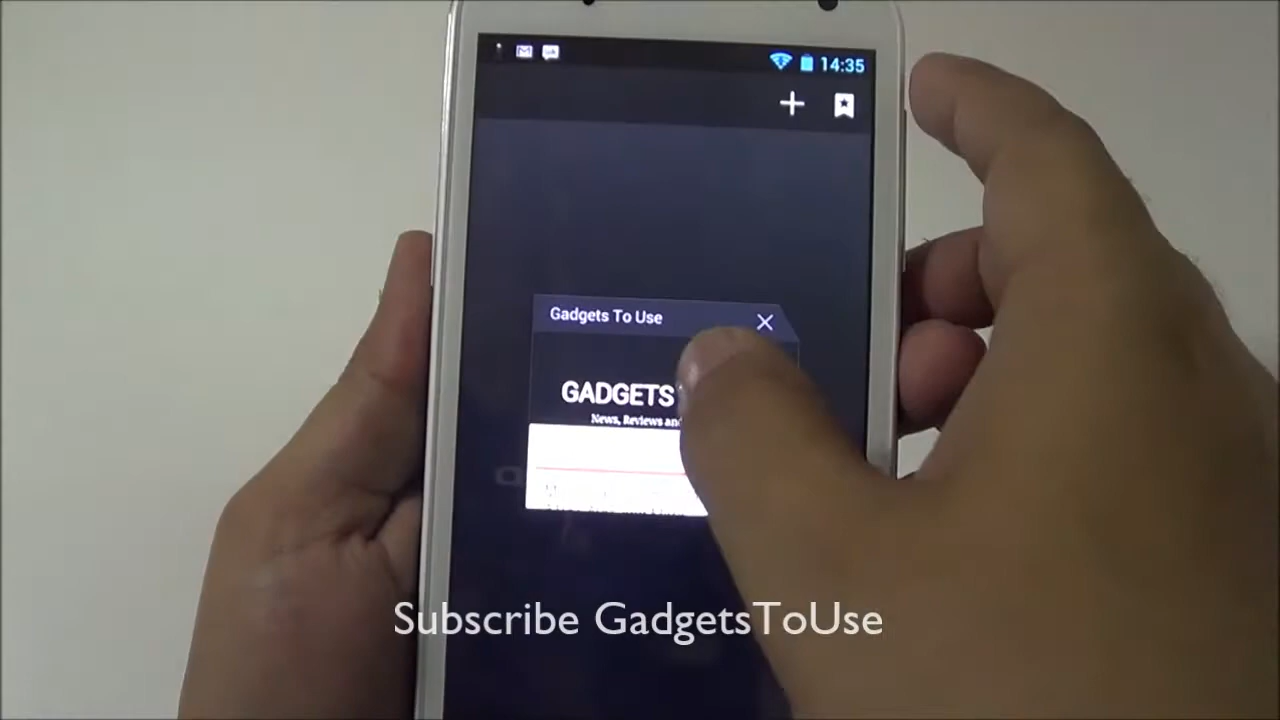 14:35
Gadgets To Use
GADGETS
News, Reviews and
Subscribe GadgetsToUse